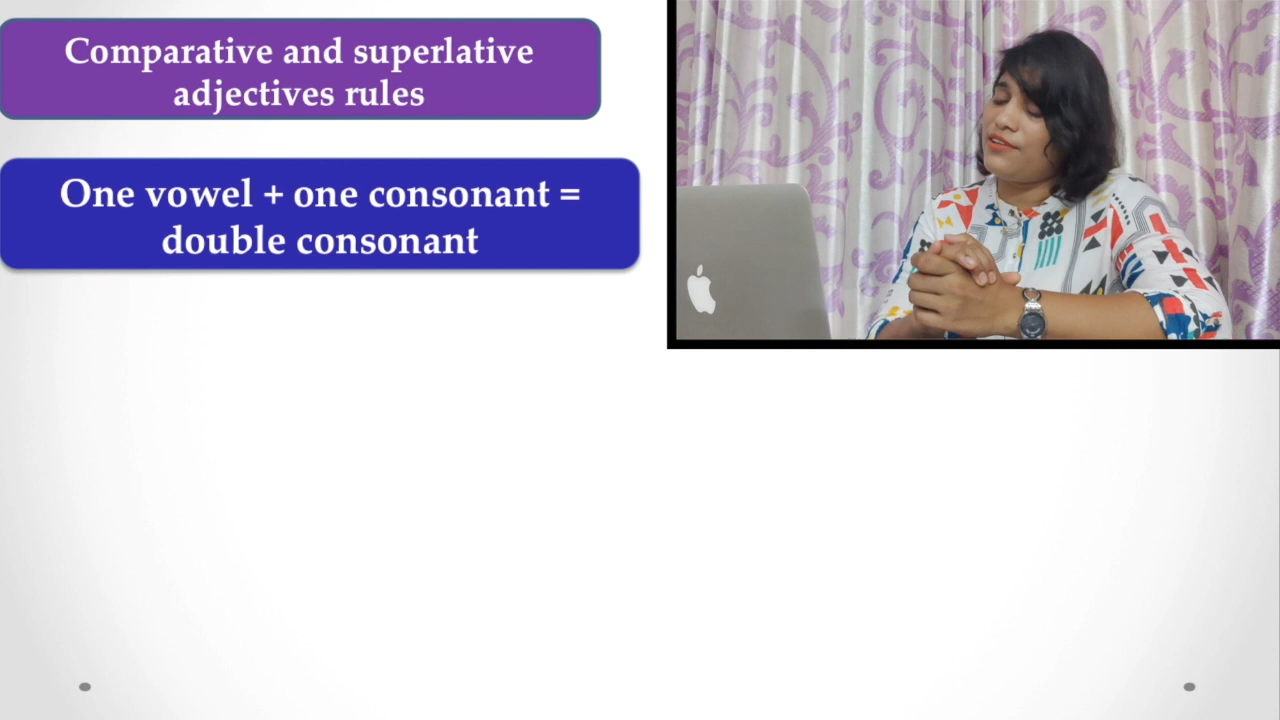 Comparative and superlative
adjectives rules
One vowel + one consonant =
double consonant